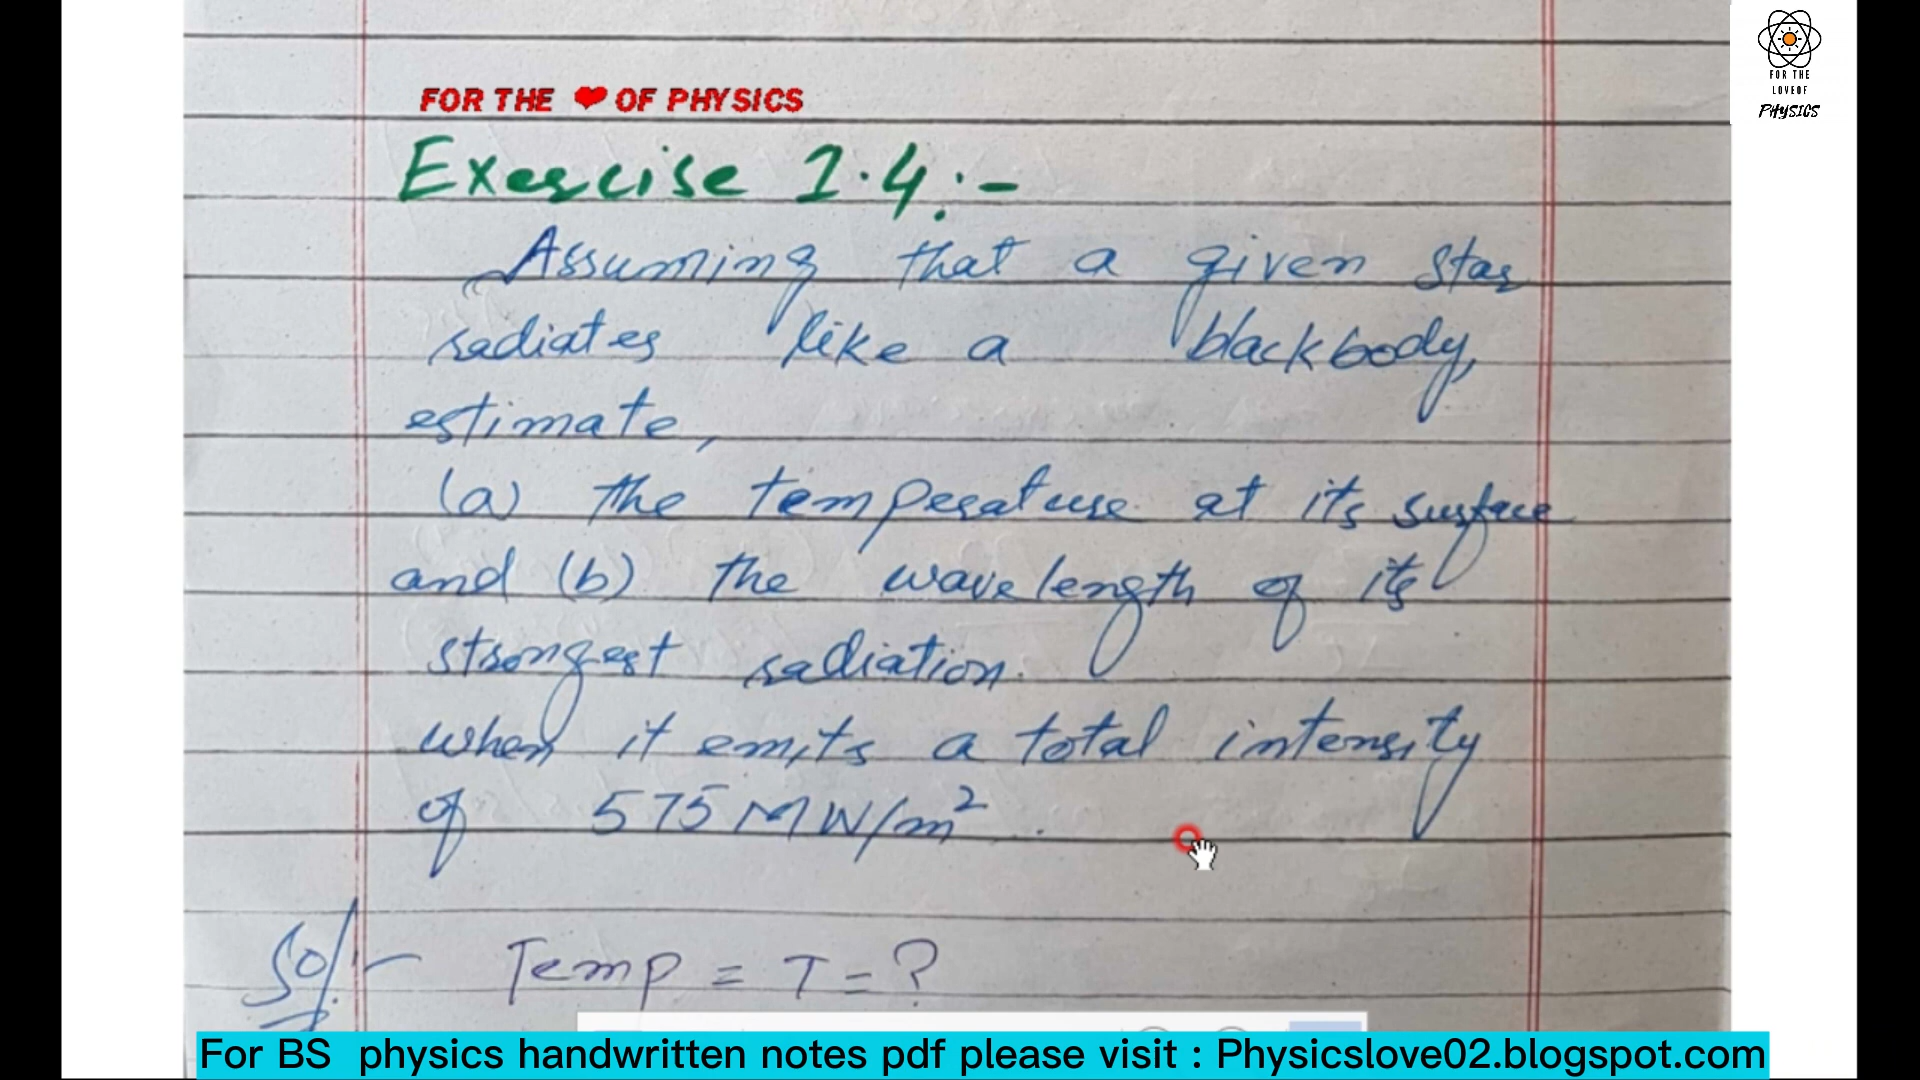 FOR THE ❤ OF PHYSICS
FOR THE
LOVE OF
PHYSICS
Exercise 1.4:-
Assuming that a given star
radiates like a blackbody,
estimate,
(a) the temperature at its surface
and (b) the wavelength of its
strongest radiation.
when it emits a total intensity
of 575 MW/m².
Sol:- Temp = T = ?
For BS physics handwritten notes pdf please visit : Physicslove02.blogspot.com